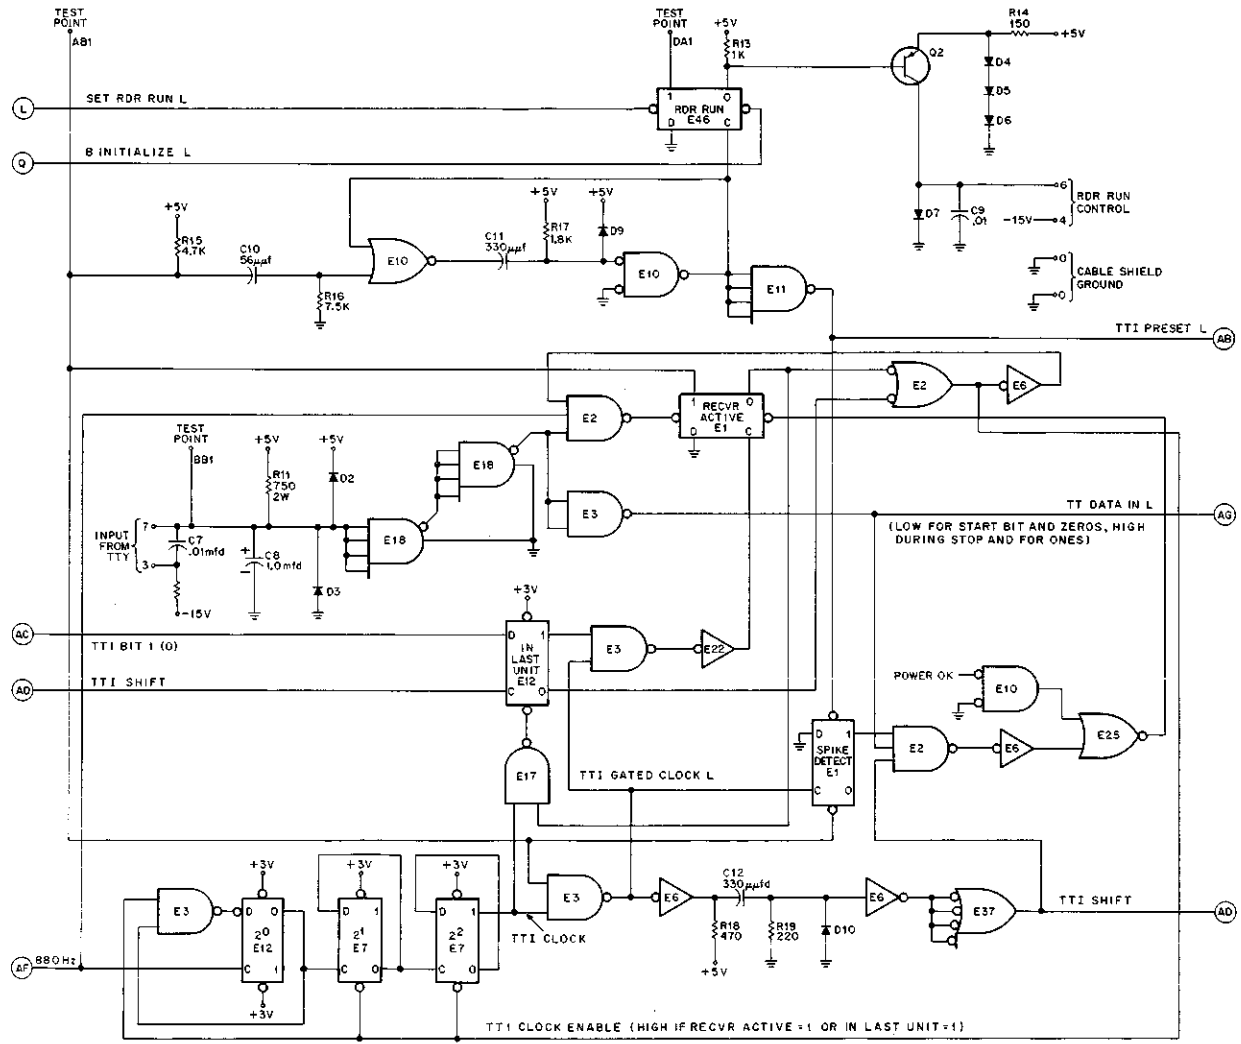 TEST POINT
AB1
TEST POINT
DA1
+5V
R13
1K
Q2
R14
150
+5V
D4
D5
D6
L
SET RDR RUN L
1
0
RDR RUN
E46
D
C
Q
B INITIALIZE L
+5V
R15
4.7K
C10
56µµf
R16
7.5K
E10
C11
330µµf
+5V
R17
1.8K
+5V
D9
E10
E11
D7
C9
.01
6
-15V
4
RDR RUN
CONTROL
0
0
CABLE SHIELD
GROUND
TTI PRESET L
AB
E2
1
0
RECVR
ACTIVE
E1
D
C
E2
E6
TEST POINT
BB1
+5V
R11
750
2W
+5V
D2
E18
E18
E3
TT DATA IN L
AG
(LOW FOR START BIT AND ZEROS, HIGH
DURING STOP AND FOR ONES)
INPUT
FROM
TTY
7
3
C7
.01mfd
+
C8
1.0mfd
-
D3
-15V
+3V
AC
TTI BIT 1 (0)
AD
TTI SHIFT
D
1
IN
LAST
UNIT
E12
C
0
E3
E22
POWER OK
E10
E25
D
1
SPIKE
DETECT
E1
C
0
E2
E6
E17
TTI GATED CLOCK L
+3V
+3V
+3V
E3
D
0
2⁰
E12
C
1
+3V
D
1
2¹
E7
C
0
D
1
2²
E7
C
0
TTI CLOCK
E3
E6
C12
330µµfd
R18
470
+5V
R19
220
D10
E6
E37
TTI SHIFT
AD
AF
880Hz
TTI CLOCK ENABLE (HIGH IF RECVR ACTIVE = 1 OR IN LAST UNIT=1)